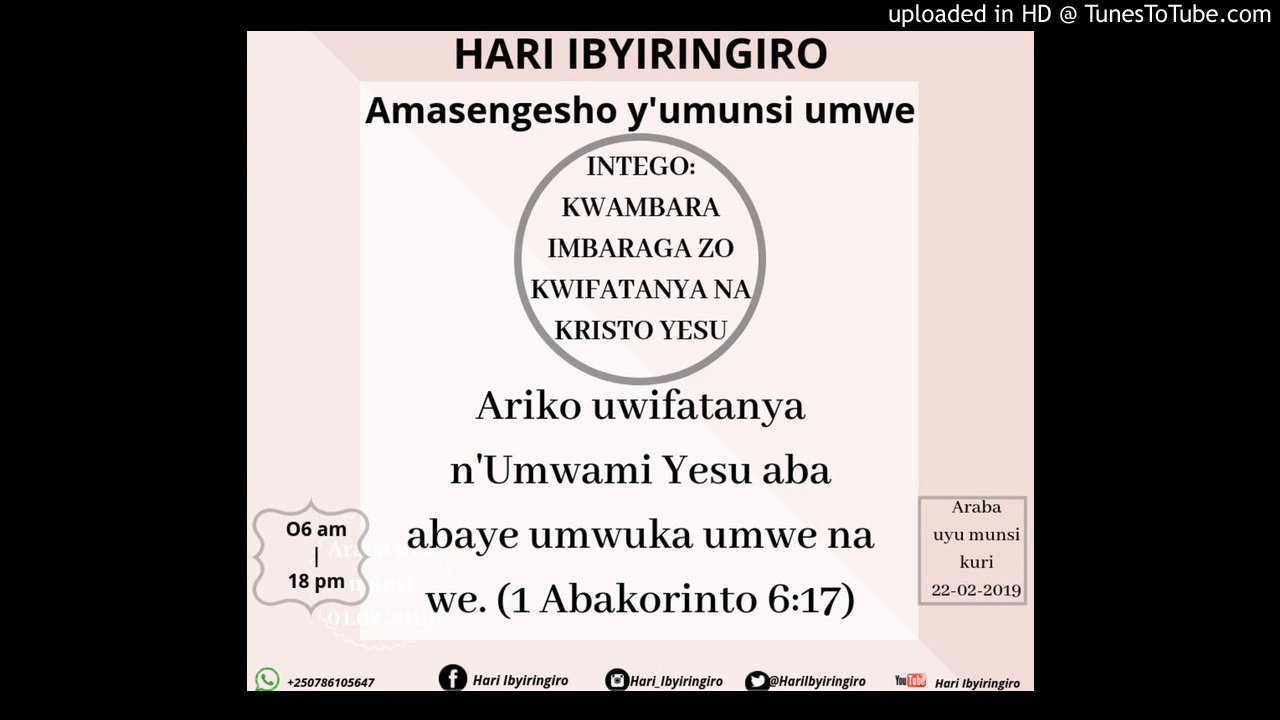 uploaded in HD @ TunesToTube.com
HARI IBYIRINGIRO
Amasengesho y'umunsi umwe
INTEGO:
KWAMBARA
IMBARAGA ZO
KWIFATANYA NA
KRISTO YESU
Ariko uwifatanya
n'Umwami Yesu aba
abaye umwuka umwe na
we. (1 Abakorinto 6:17)
O6 am
|
18 pm
Araba
uyu munsi
kuri
22-02-2019
+250786105647
Hari Ibyiringiro
Hari_Ibyiringiro
@HariIbyiringiro
YouTube
Hari Ibyiringiro